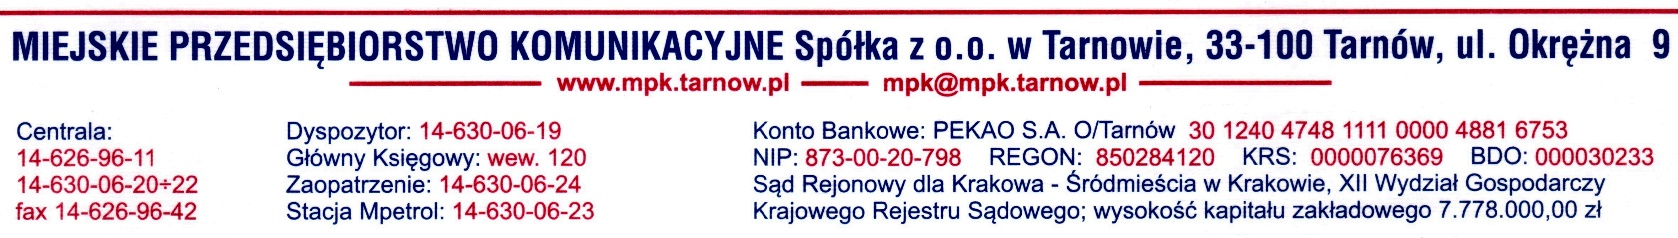 MIEJSKIE PRZEDSIĘBIORSTWO KOMUNIKACYJNE Spółka z o.o. w Tarnowie, 33-100 Tarnów, ul. Okrężna 9
www.mpk.tarnow.pl mpk@mpk.tarnow.pl
Centrala:
14-626-96-11
14-630-06-20÷22
fax 14-626-96-42
Dyspozytor: 14-630-06-19
Główny Księgowy: wew. 120
Zaopatrzenie: 14-630-06-24
Stacja Mpetrol: 14-630-06-23
Konto Bankowe: PEKAO S.A. O/Tarnów 30 1240 4748 1111 0000 4881 6753
NIP: 873-00-20-798 REGON: 850284120 KRS: 0000076369 BDO: 000030233
Sąd Rejonowy dla Krakowa - Śródmieścia w Krakowie, XII Wydział Gospodarczy
Krajowego Rejestru Sądowego; wysokość kapitału zakładowego 7.778.000,00 zł